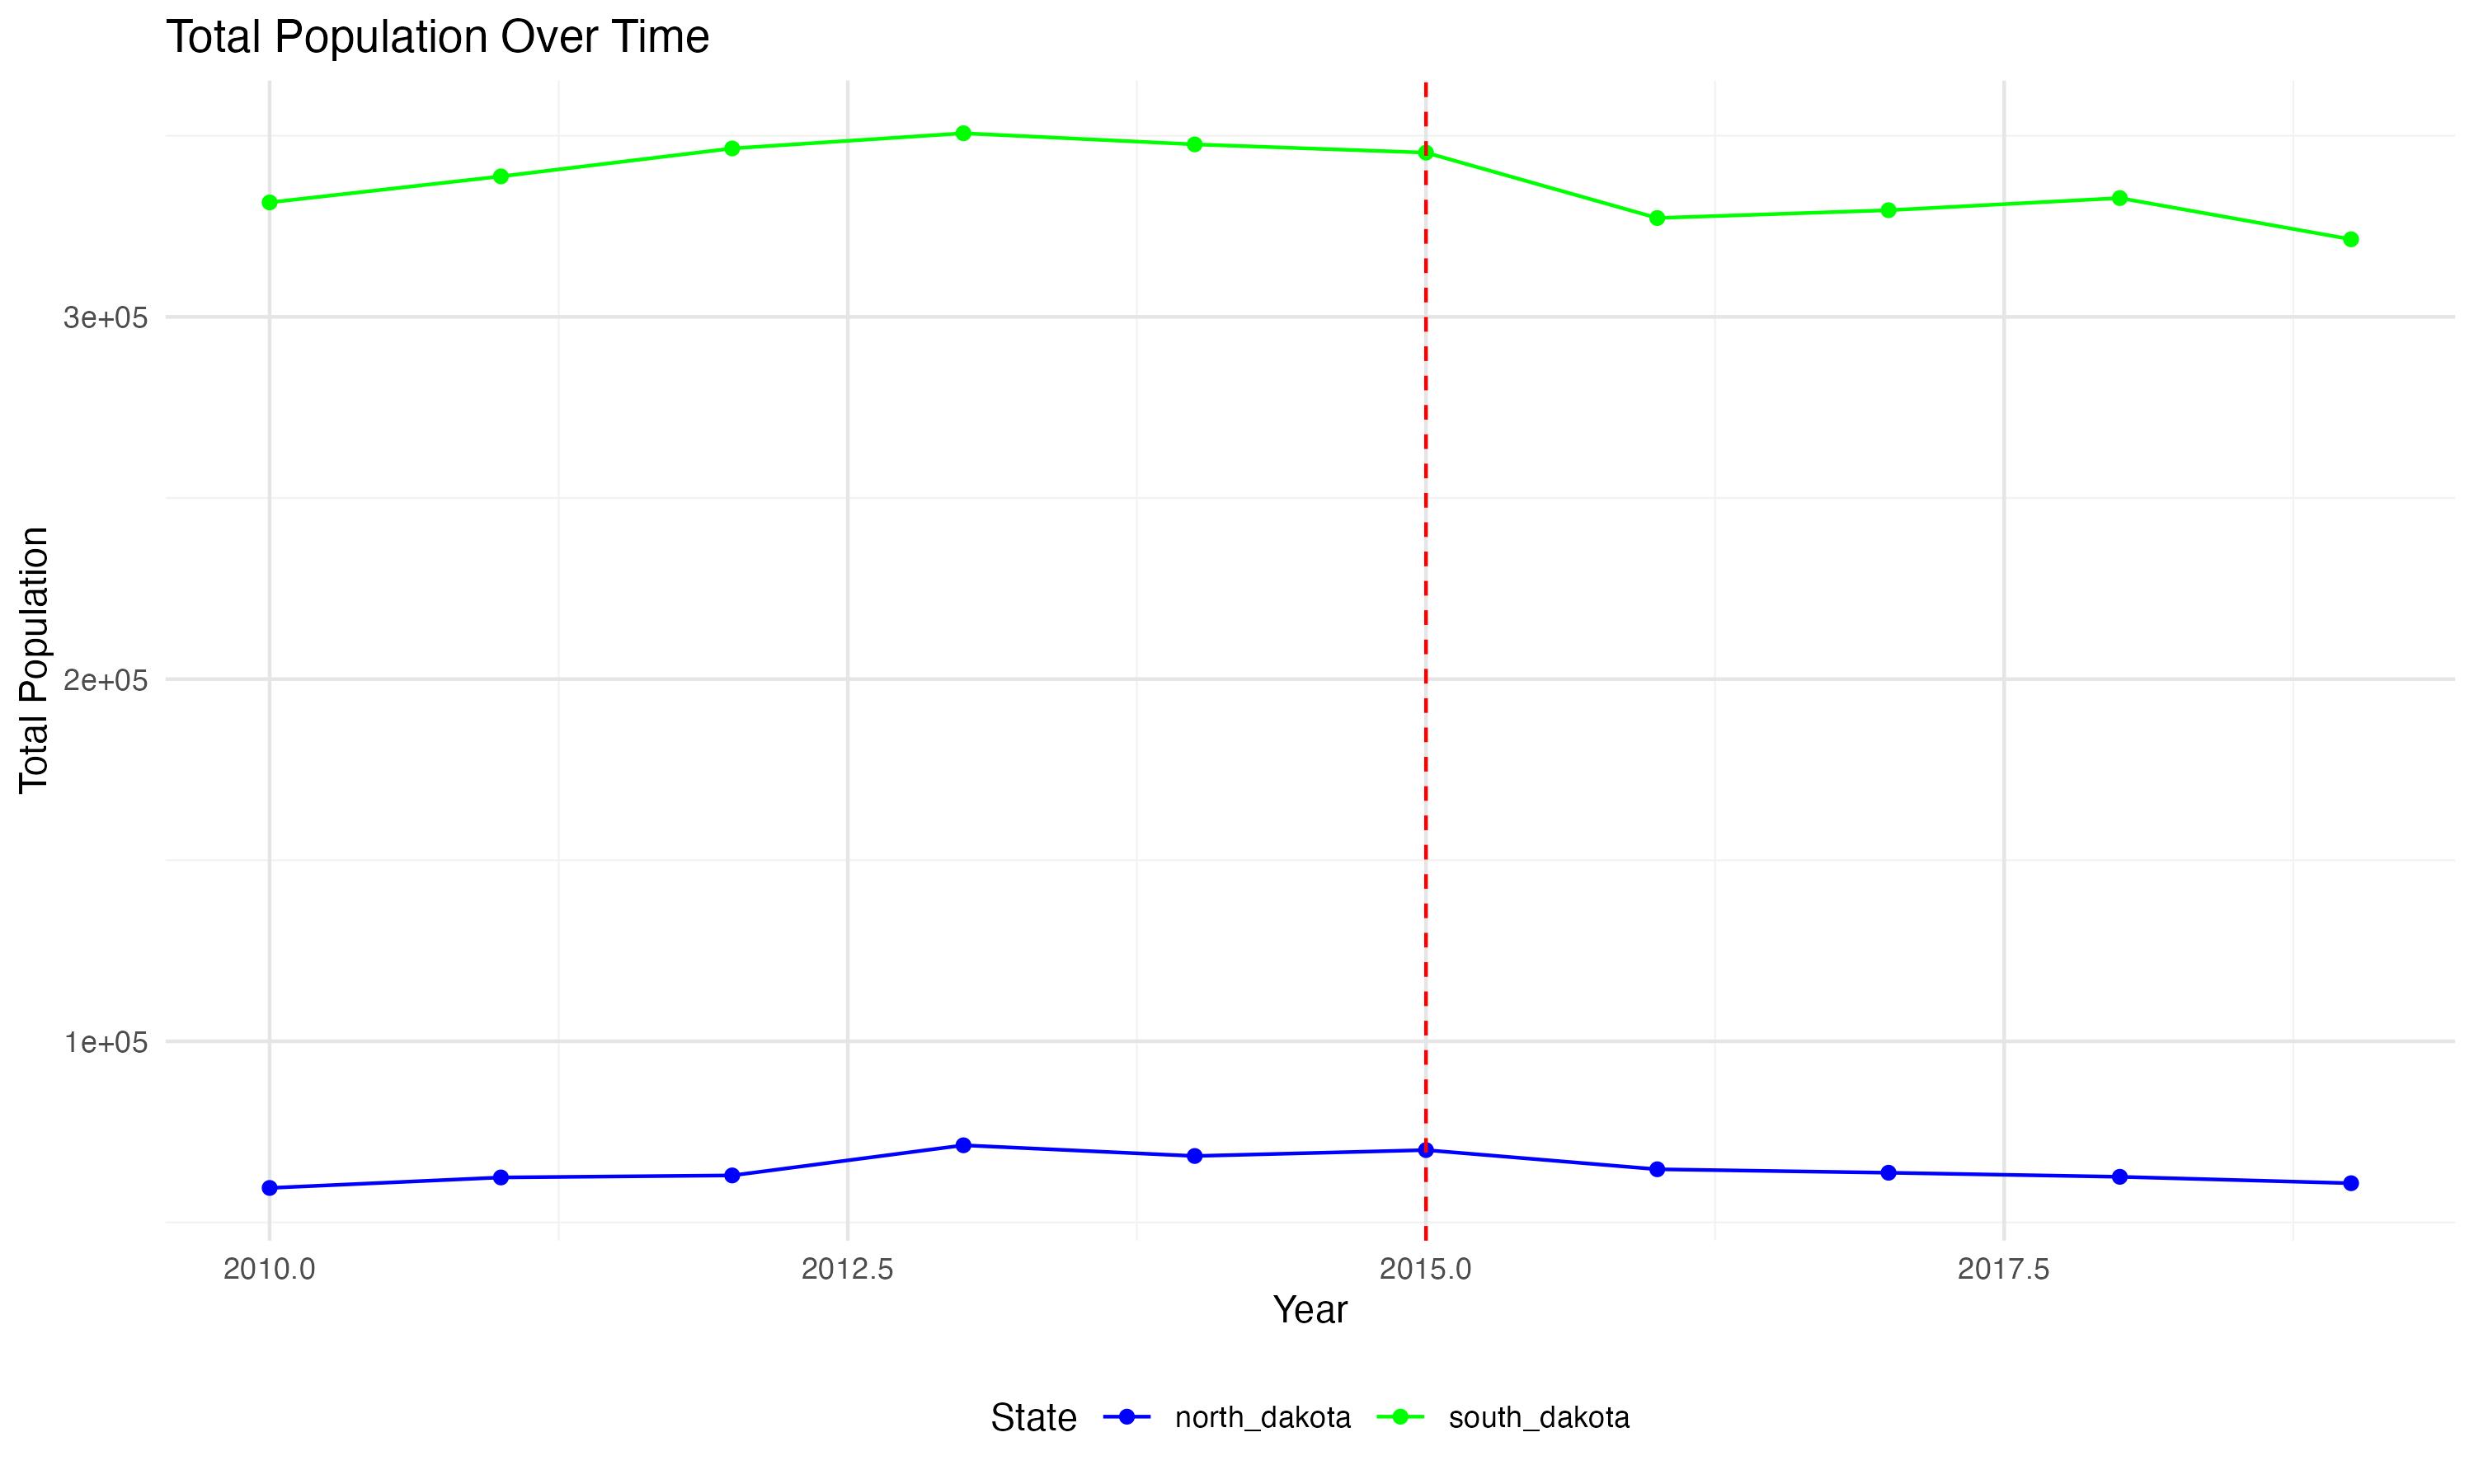 Total Population Over Time
Total Population
3e+05
2e+05
1e+05
2010.0 2012.5 2015.0 2017.5
Year
State north_dakota south_dakota